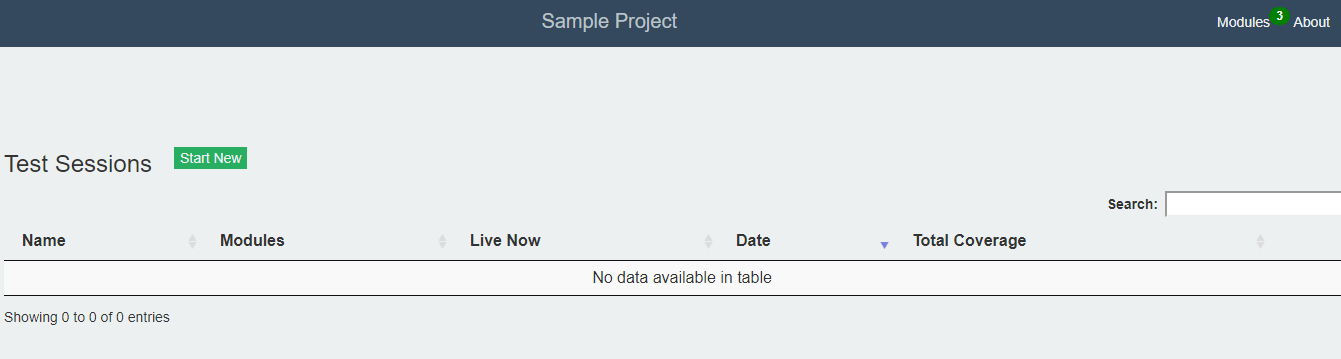 Sample Project
Modules 3 About
Test Sessions Start New
Search:
Name Modules Live Now Date Total Coverage
No data available in table
Showing 0 to 0 of 0 entries